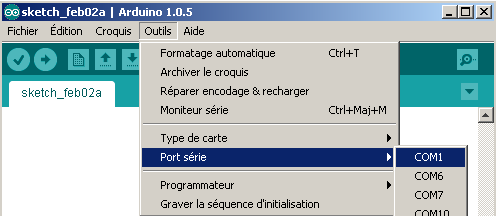 sketch_feb02a | Arduino 1.0.5
Fichier Édition Croquis Outils Aide
sketch_feb02a
Formatage automatique Ctrl+T
Archiver le croquis
Réparer encodage & recharger
Moniteur série Ctrl+Maj+M
Type de carte
Port série
COM1
COM6
Programmateur
COM7
Graver la séquence d'initialisation
COM10